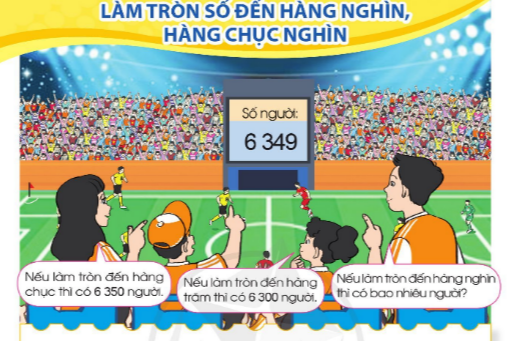 LÀM TRÒN SỐ ĐẾN HÀNG NGHÌN,
HÀNG CHỤC NGHÌN
Số người:
6 349
Nếu làm tròn đến hàng
chục thì có 6 350 người.
Nếu làm tròn đến hàng
trăm thì có 6 300 người.
Nếu làm tròn đến hàng nghìn
thì có bao nhiêu người?